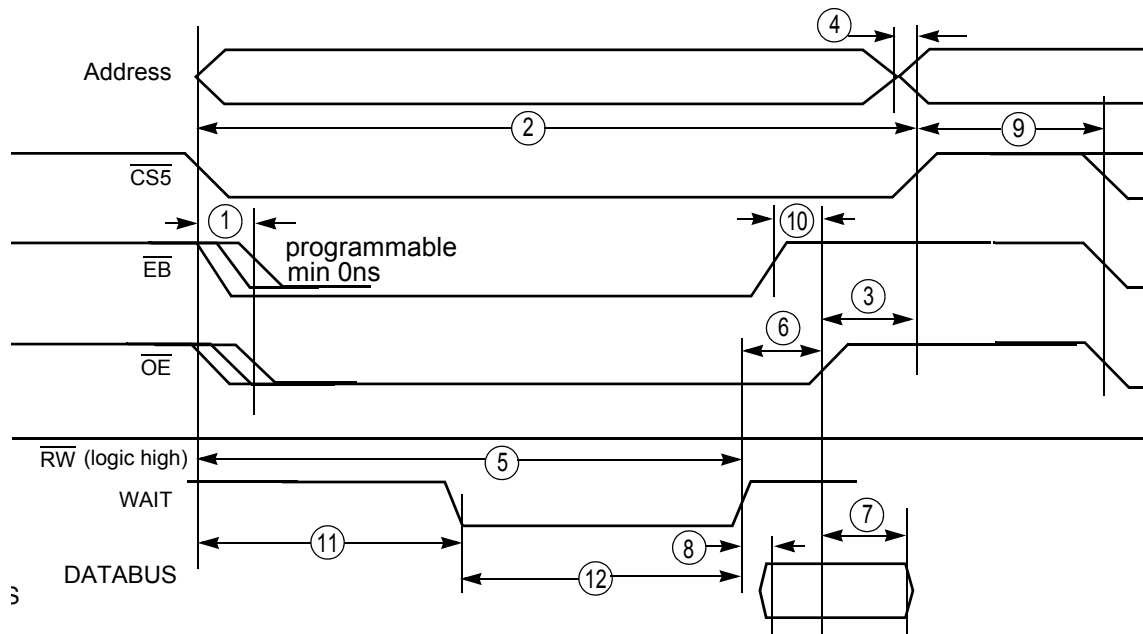 4
Address
2
9
CS5
1
10
programmable
min 0ns
EB
3
6
OE
RW (logic high)
5
WAIT
7
11
8
12
DATABUS
s